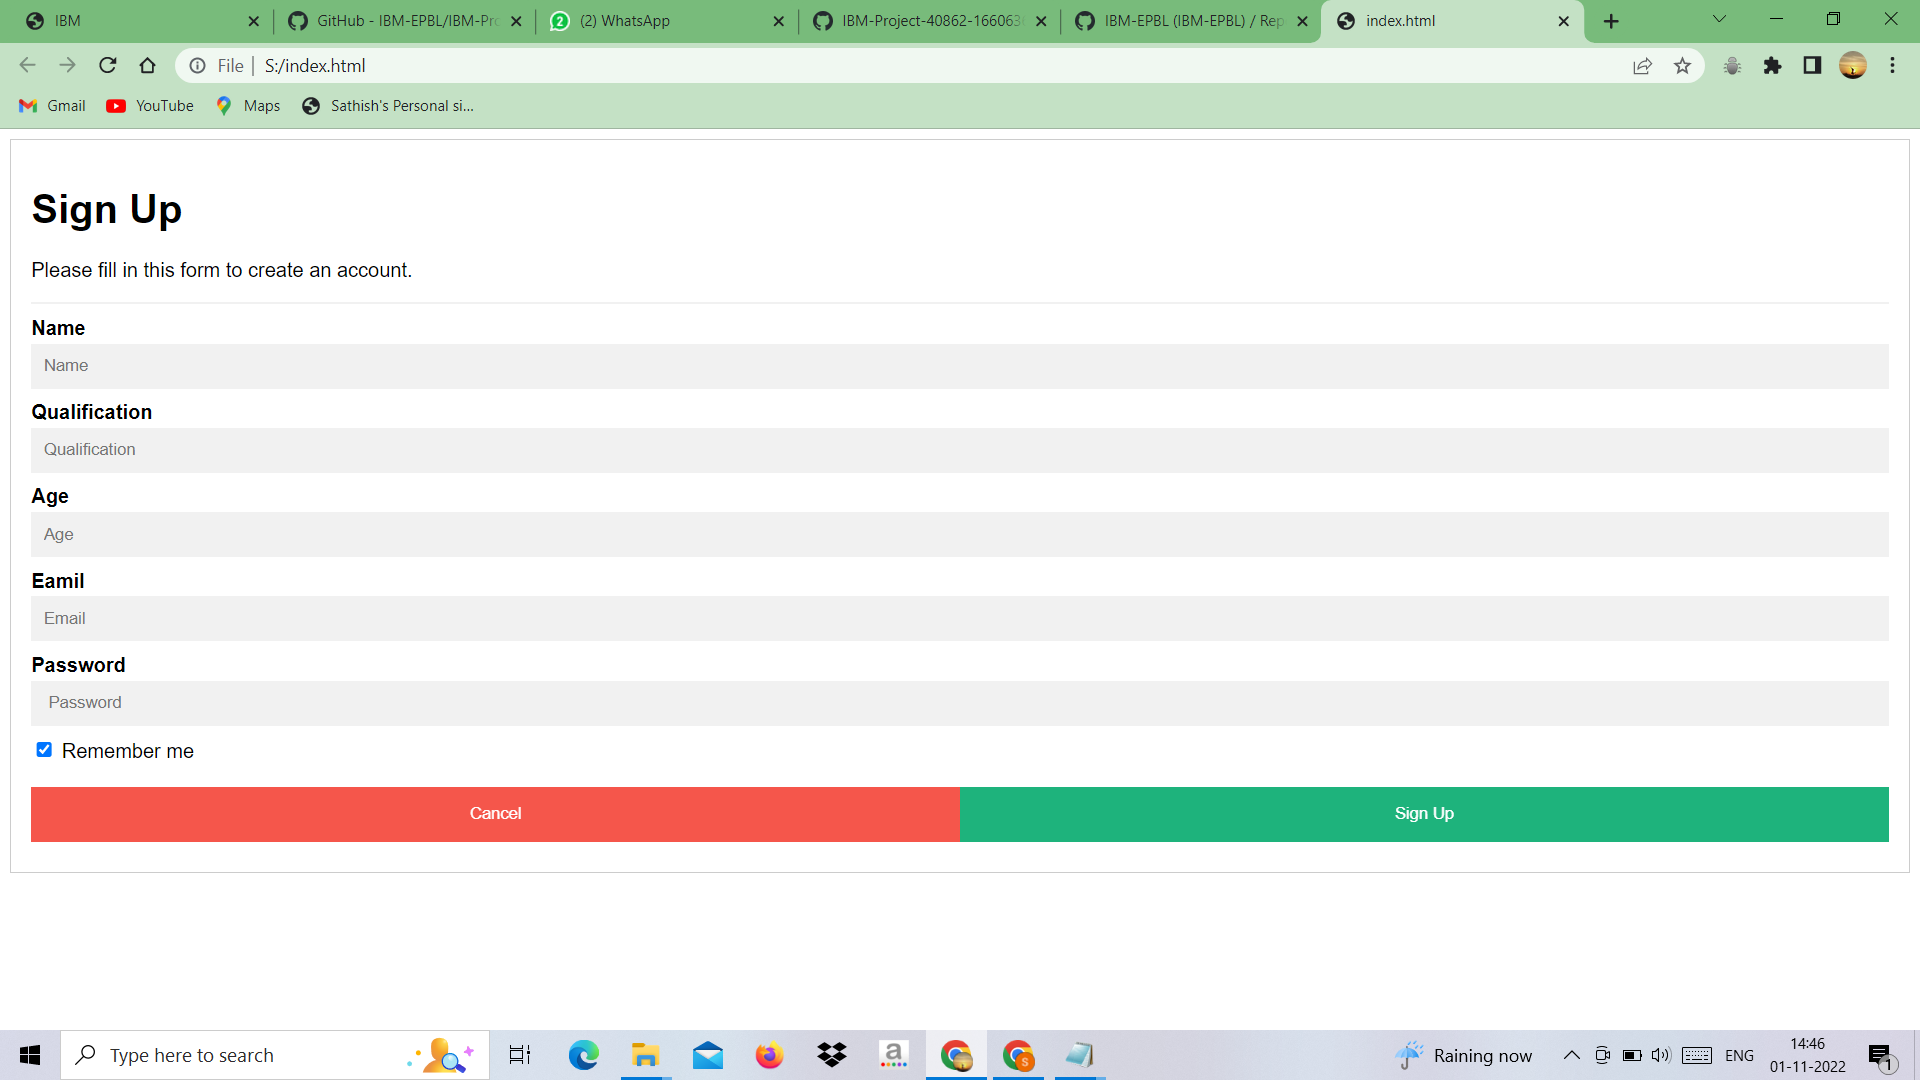 IBM
GitHub - IBM-EPBL/IBM-Pro
(2) WhatsApp
IBM-Project-40862-1660636
IBM-EPBL (IBM-EPBL) / Rep
index.html
File
S:/index.html
Gmail
YouTube
Maps
Sathish's Personal si...
Sign Up
Please fill in this form to create an account.
Name
Name
Qualification
Qualification
Age
Age
Eamil
Email
Password
Password
Remember me
Cancel
Sign Up
Type here to search
Raining now
ENG
14:46
01-11-2022
1